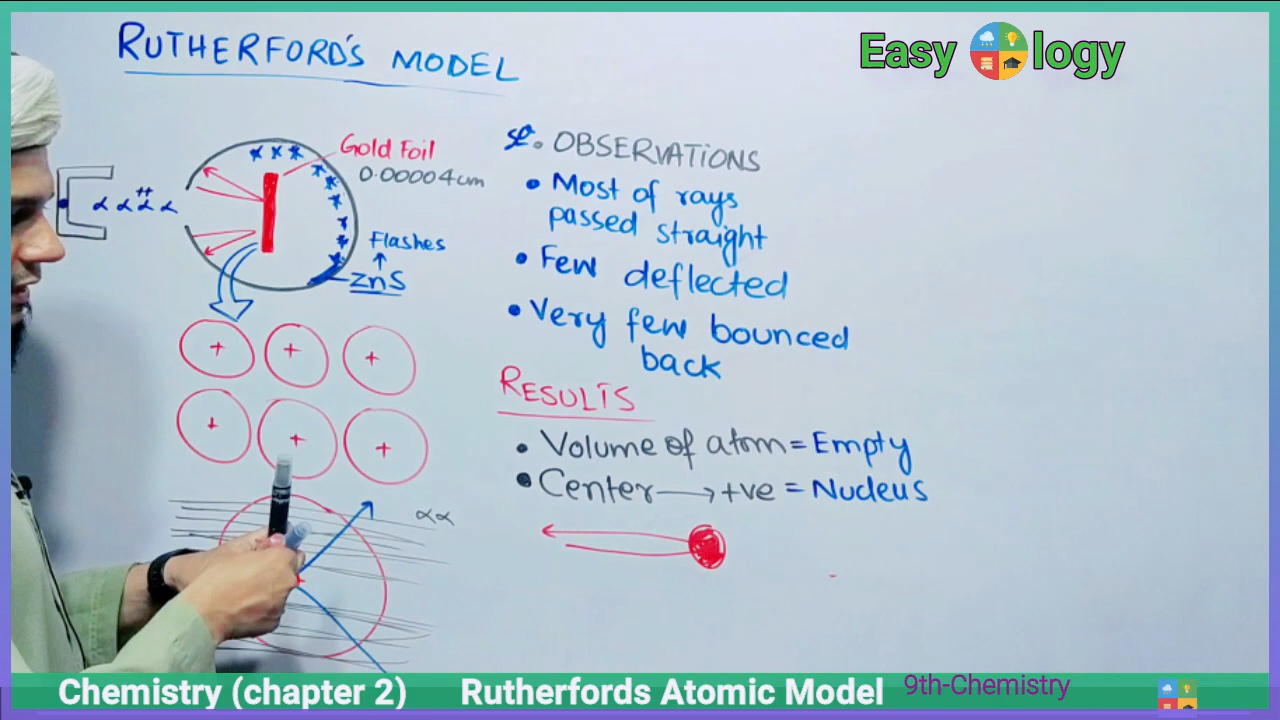 RUTHERFORD'S MODEL
Easy logy
Gold Foil
0.00004cm
++
α α α α
Flashes
ZnS
+ + +
+ + +
αα
OBSERVATIONS
• Most of rays
passed straight
• Few deflected
• Very few bounced
back
RESULTS
• Volume of atom = Empty
• Center → +ve = Nucleus
Chemistry (chapter 2) Rutherfords Atomic Model 9th-Chemistry